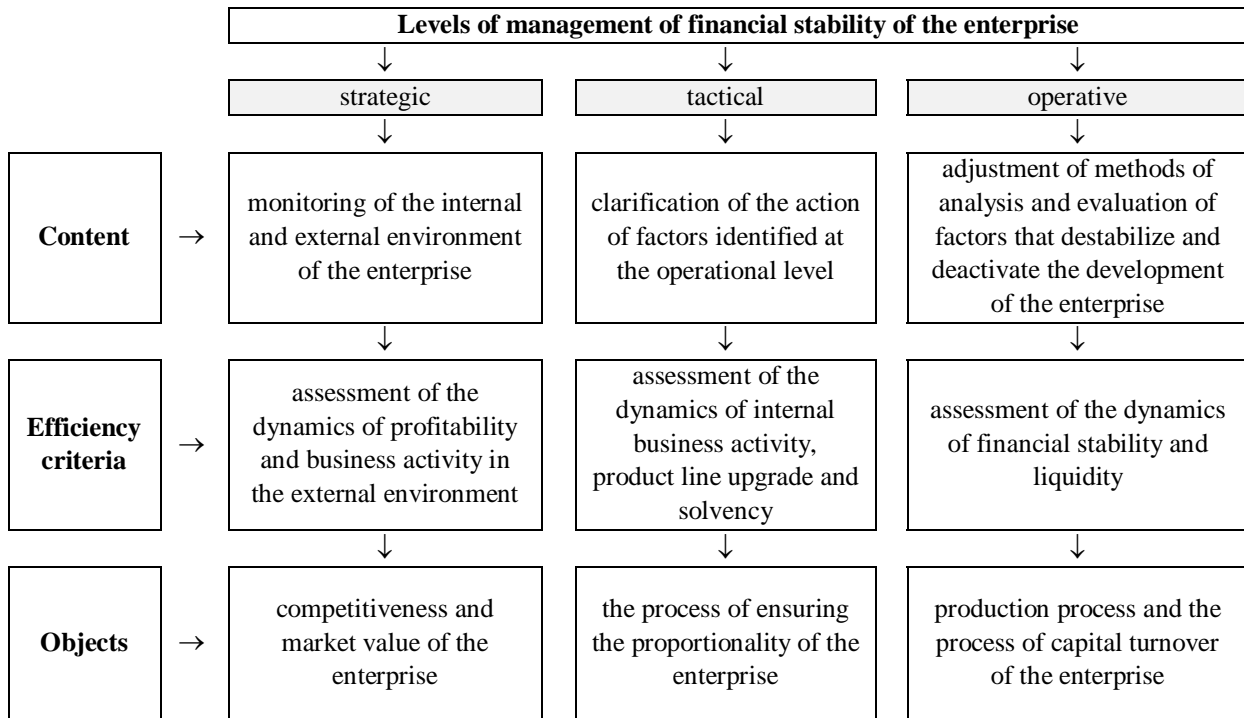 Levels of management of financial stability of the enterprise
↓ ↓ ↓
strategic tactical operative
↓ ↓ ↓
Content →
monitoring of the internal
and external environment
of the enterprise
clarification of the action
of factors identified at
the operational level
adjustment of methods of
analysis and evaluation of
factors that destabilize and
deactivate the development
of the enterprise
↓ ↓ ↓
Efficiency
criteria →
assessment of the
dynamics of profitability
and business activity in
the external environment
assessment of the
dynamics of internal
business activity,
product line upgrade and
solvency
assessment of the dynamics
of financial stability and
liquidity
↓ ↓ ↓
Objects →
competitiveness and
market value of the
enterprise
the process of ensuring
the proportionality of the
enterprise
production process and the
process of capital turnover
of the enterprise